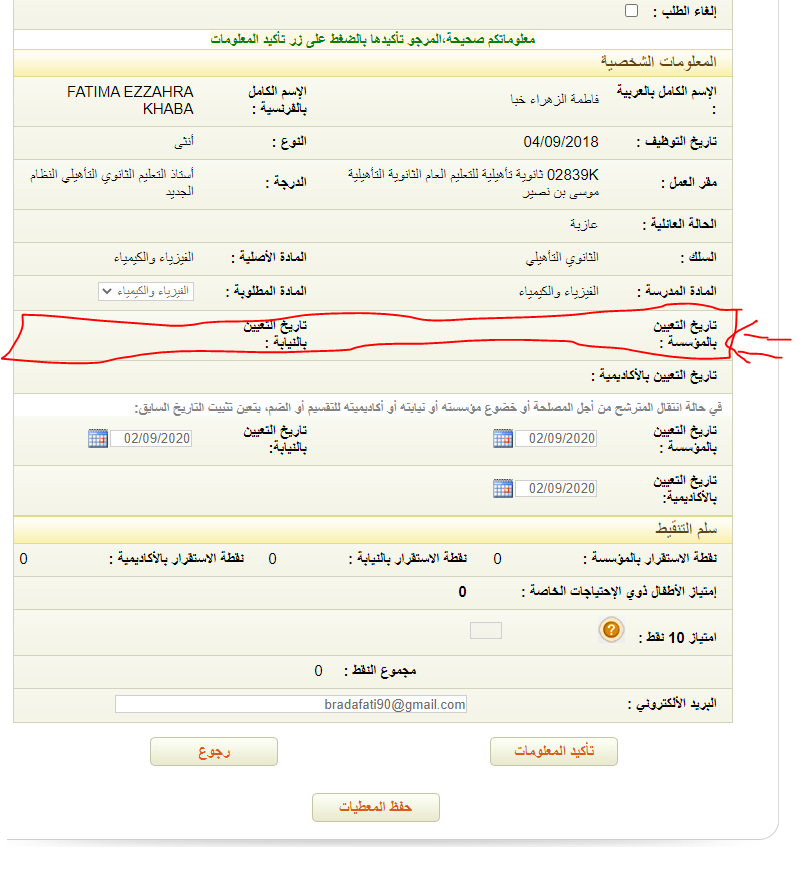 إلغاء الطلب :
معلوماتكم صحيحة،المرجو تأكيدها بالضغط على زر تأكيد المعلومات
المعلومات الشخصية
الإسم الكامل بالعربية : فاطمة الزهراء خبا الإسم الكامل بالفرنسية : FATIMA EZZAHRA KHABA
تاريخ التوظيف : 04/09/2018 النوع : أنثى
مقر العمل : 02839K ثانوية تأهيلية للتعليم العام الثانوية التأهيلية موسى بن نصير الدرجة : أستاذ التعليم الثانوي التأهيلي النظام الجديد
الحالة العائلية : عازبة
السلك : الثانوي التأهيلي المادة الأصلية : الفيزياء والكيمياء
المادة المدرسة : الفيزياء والكيمياء المادة المطلوبة : الفيزياء والكيمياء
تاريخ التعيين بالمؤسسة : تاريخ التعيين بالنيابة :
تاريخ التعيين بالأكاديمية :
في حالة انتقال المترشح من أجل المصلحة أو خضوع مؤسسته أو نيابته أو أكاديميته للتقسيم أو الضم، يتعين تثبيت التاريخ السابق:
تاريخ التعيين بالمؤسسة : 02/09/2020 تاريخ التعيين بالنيابة: 02/09/2020
تاريخ التعيين بالأكاديمية: 02/09/2020
سلم التنقيط
نقطة الاستقرار بالمؤسسة : 0 نقطة الاستقرار بالنيابة : 0 نقطة الاستقرار بالأكاديمية : 0
إمتياز الأطفال ذوي الإحتياجات الخاصة : 0
امتياز 10 نقط : ?
مجموع النقط : 0
البريد الألكتروني : bradafati90@gmail.com
تأكيد المعلومات رجوع
حفظ المعطيات